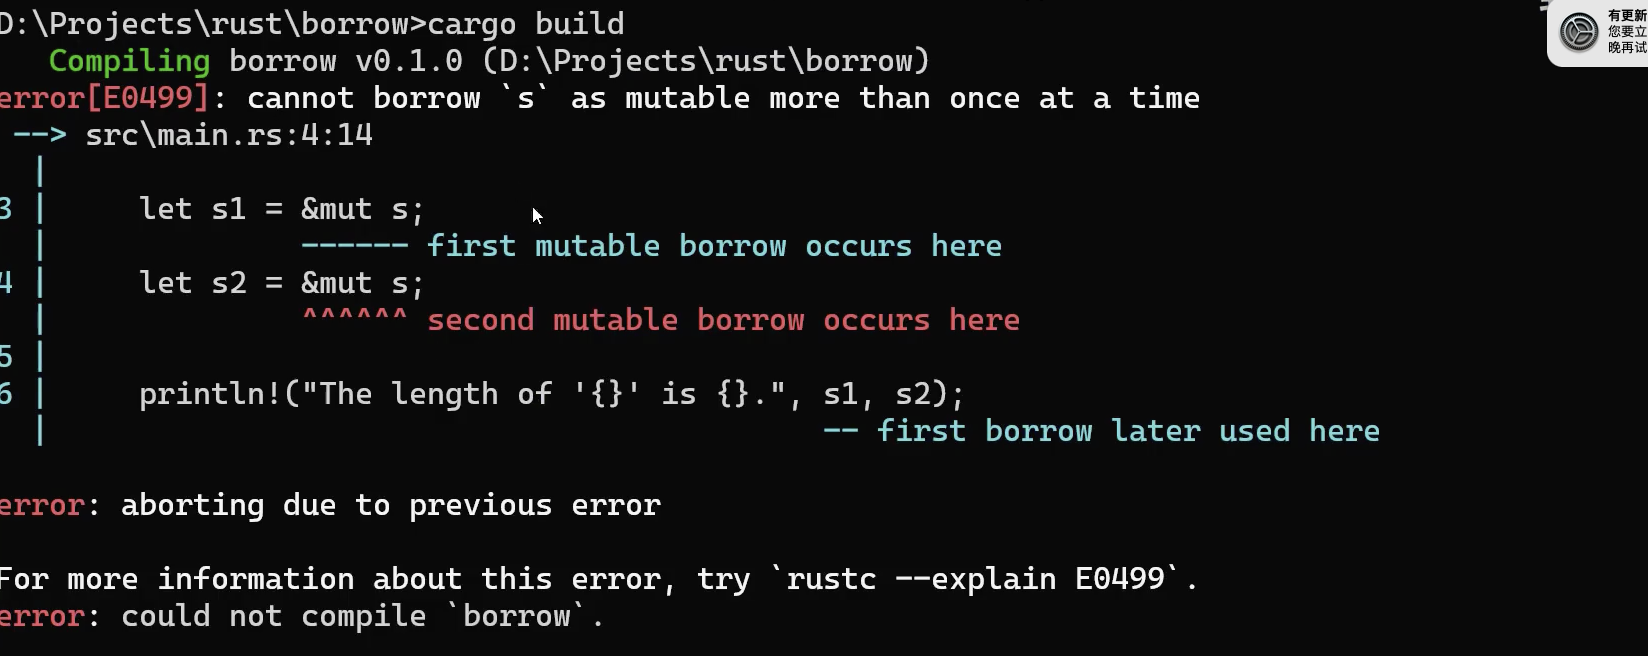 D:\Projects\rust\borrow>cargo build
   Compiling borrow v0.1.0 (D:\Projects\rust\borrow)
error[E0499]: cannot borrow `s` as mutable more than once at a time
 --> src\main.rs:4:14
  |
3 |     let s1 = &mut s;
  |              ------ first mutable borrow occurs here
4 |     let s2 = &mut s;
  |              ^^^^^^ second mutable borrow occurs here
5 |
6 |     println!("The length of '{}' is {}.", s1, s2);
  |                                           -- first borrow later used here

error: aborting due to previous error

For more information about this error, try `rustc --explain E0499`.
error: could not compile `borrow`.
有更新
您要立
晚再试